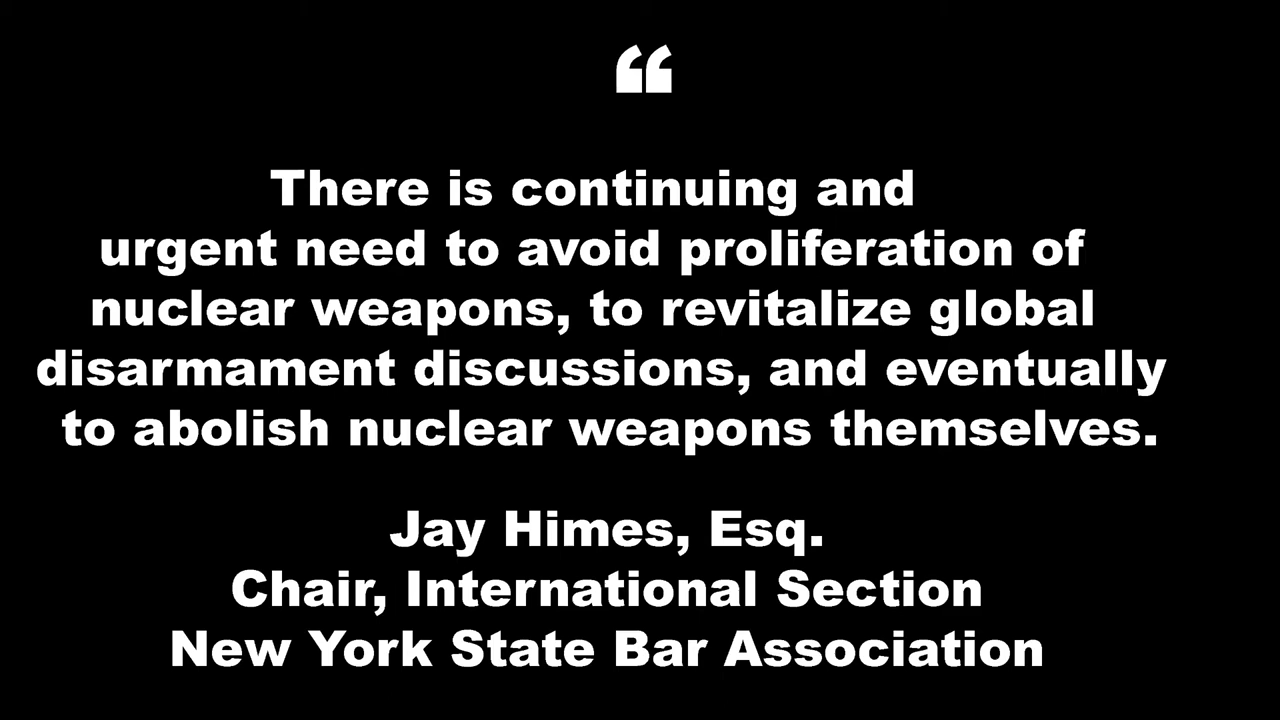 “
There is continuing and
urgent need to avoid proliferation of
nuclear weapons, to revitalize global
disarmament discussions, and eventually
to abolish nuclear weapons themselves.
Jay Himes, Esq.
Chair, International Section
New York State Bar Association